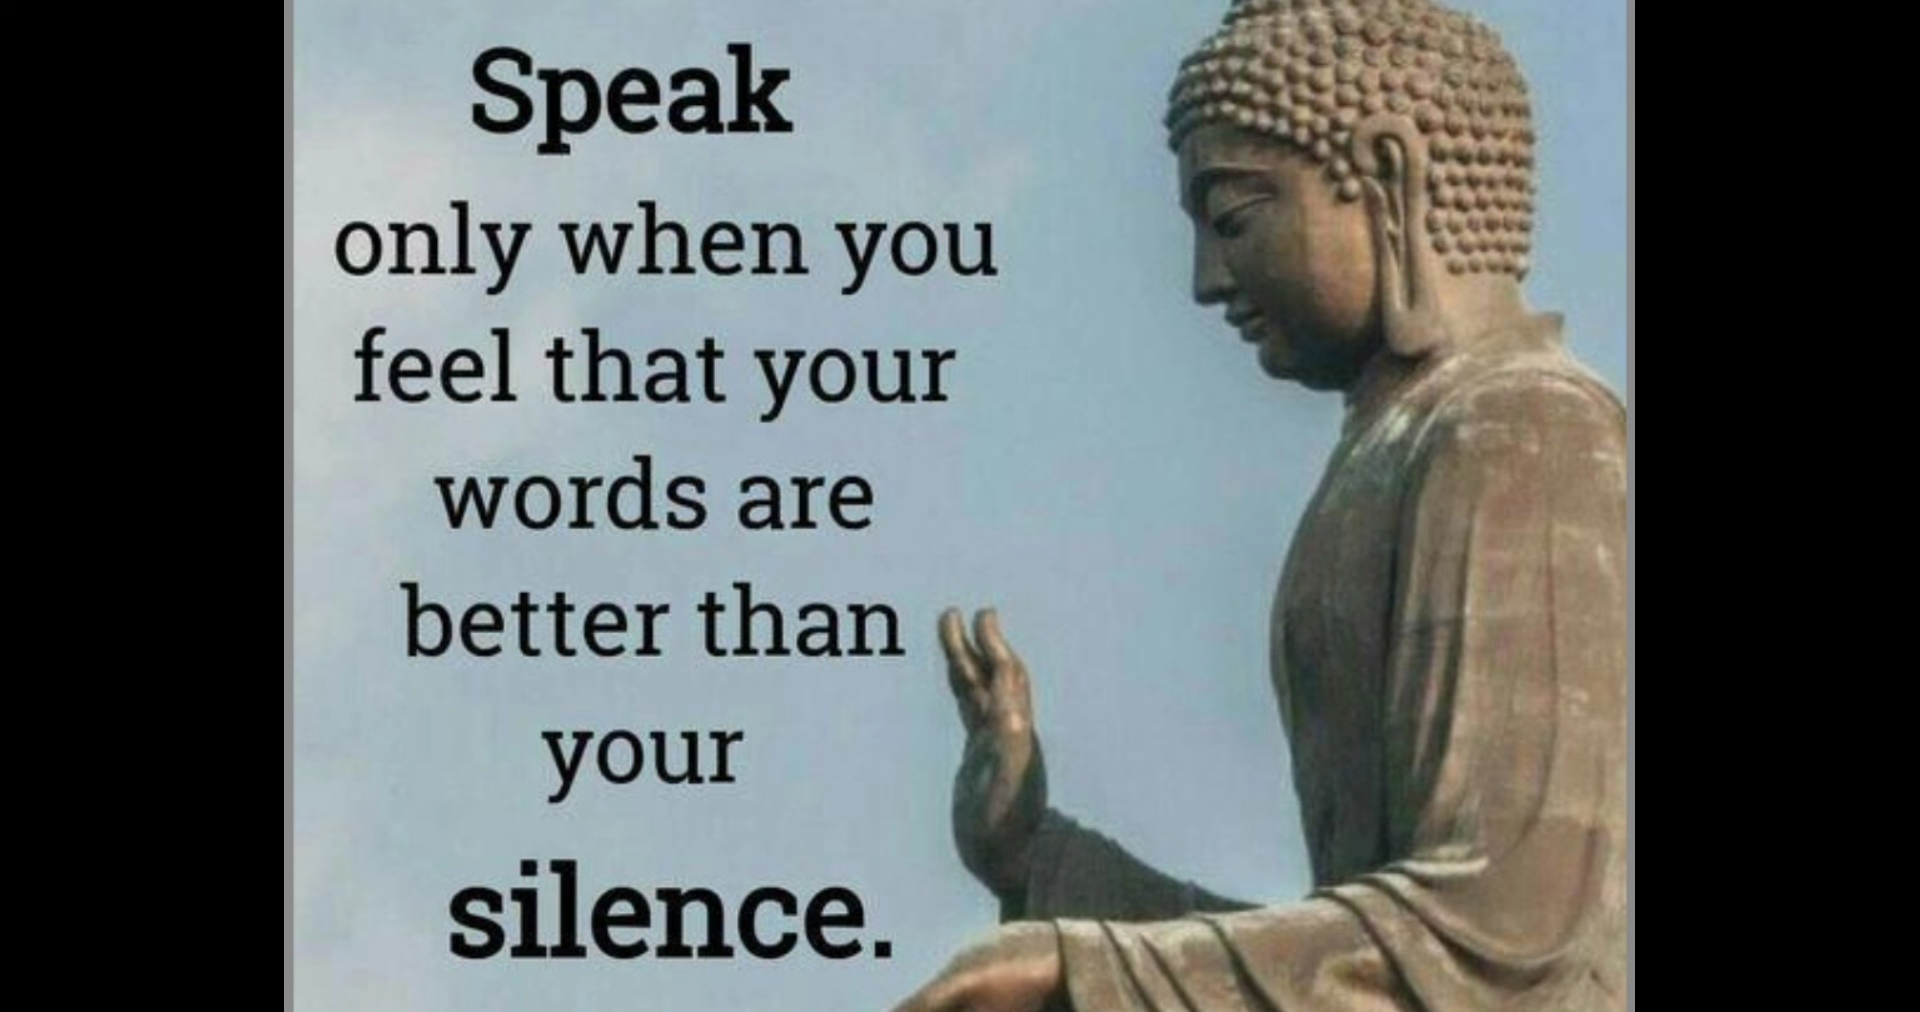 Speak
only when you
feel that your
words are
better than
your
silence.